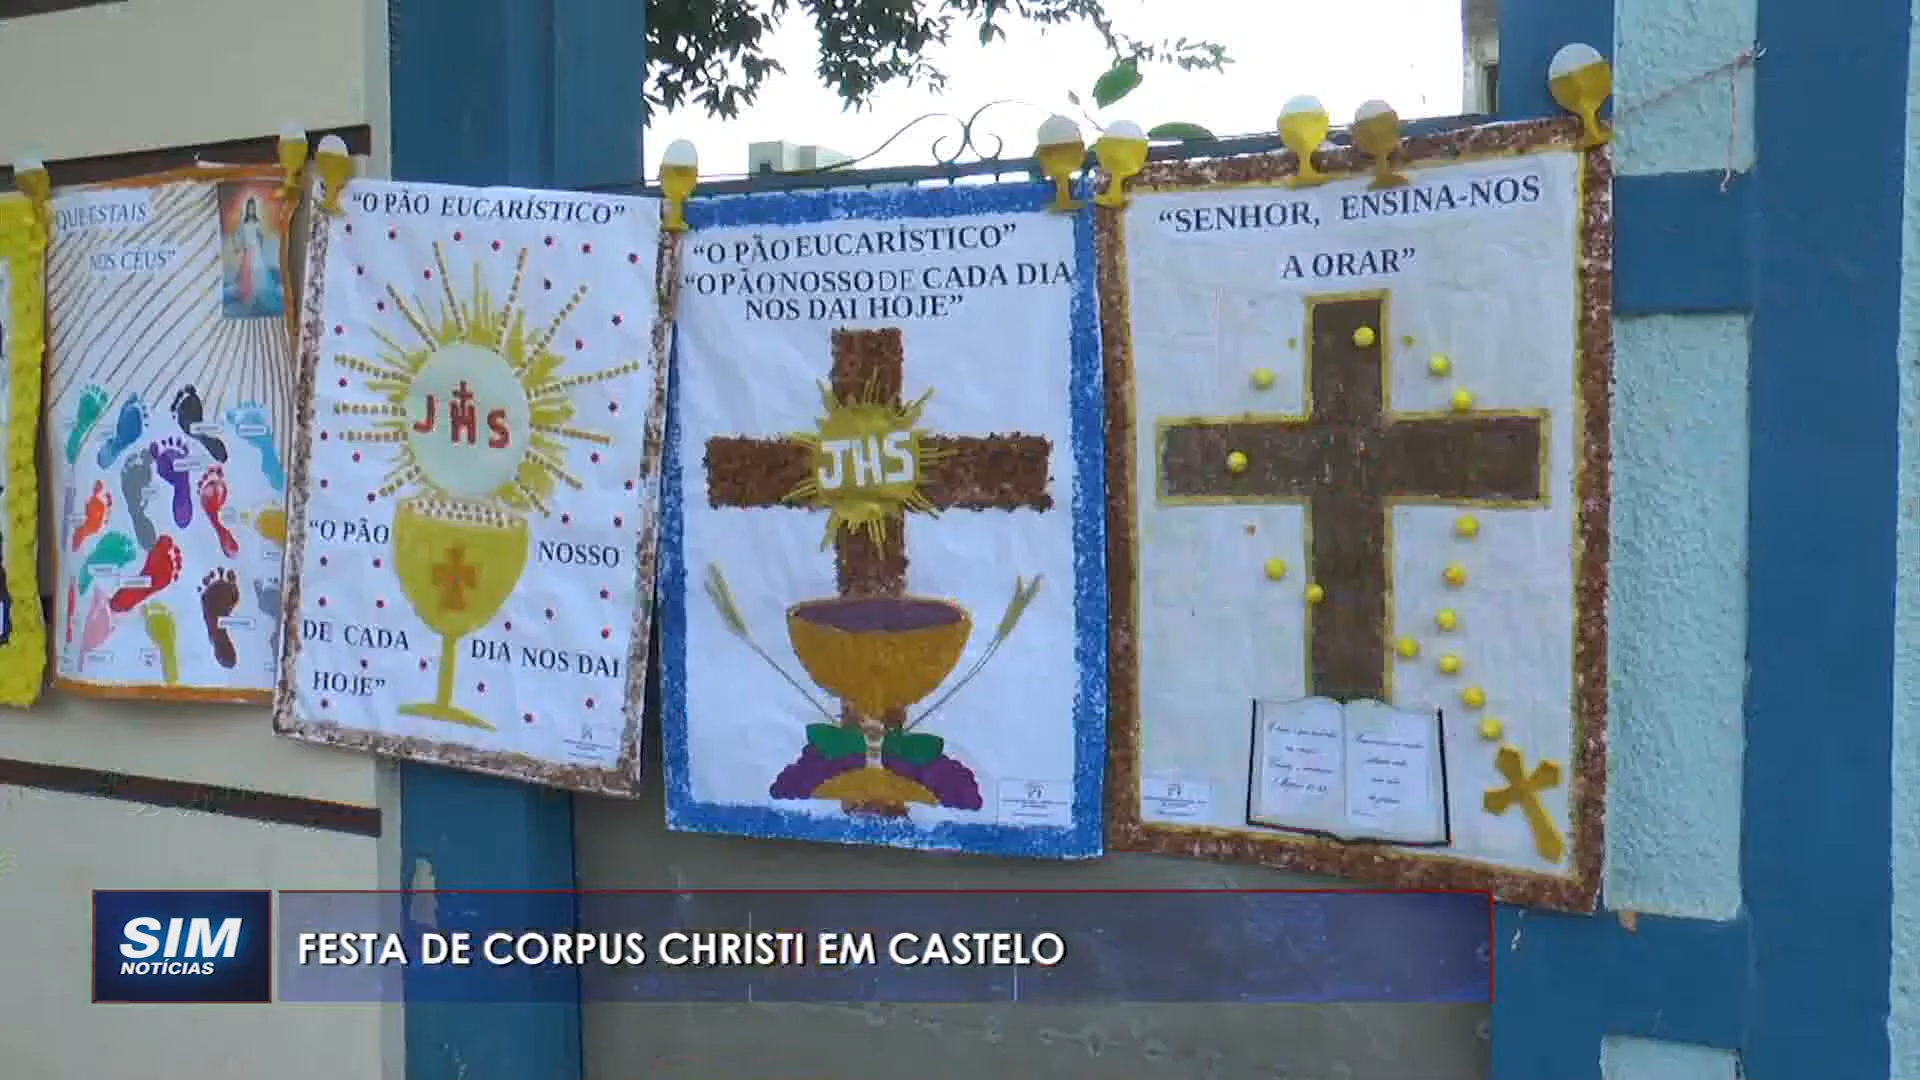 QUE ESTAIS
NOS CÉUS”
“O PÃO EUCARÍSTICO”
JHS
“O PÃO
NOSSO
DE CADA
DIA NOS DAI
HOJE”
“O PÃO EUCARÍSTICO”
“O PÃO NOSSO DE CADA DIA
NOS DAI HOJE”
JHS
“SENHOR, ENSINA-NOS
A ORAR”
SIM
NOTÍCIAS
FESTA DE CORPUS CHRISTI EM CASTELO